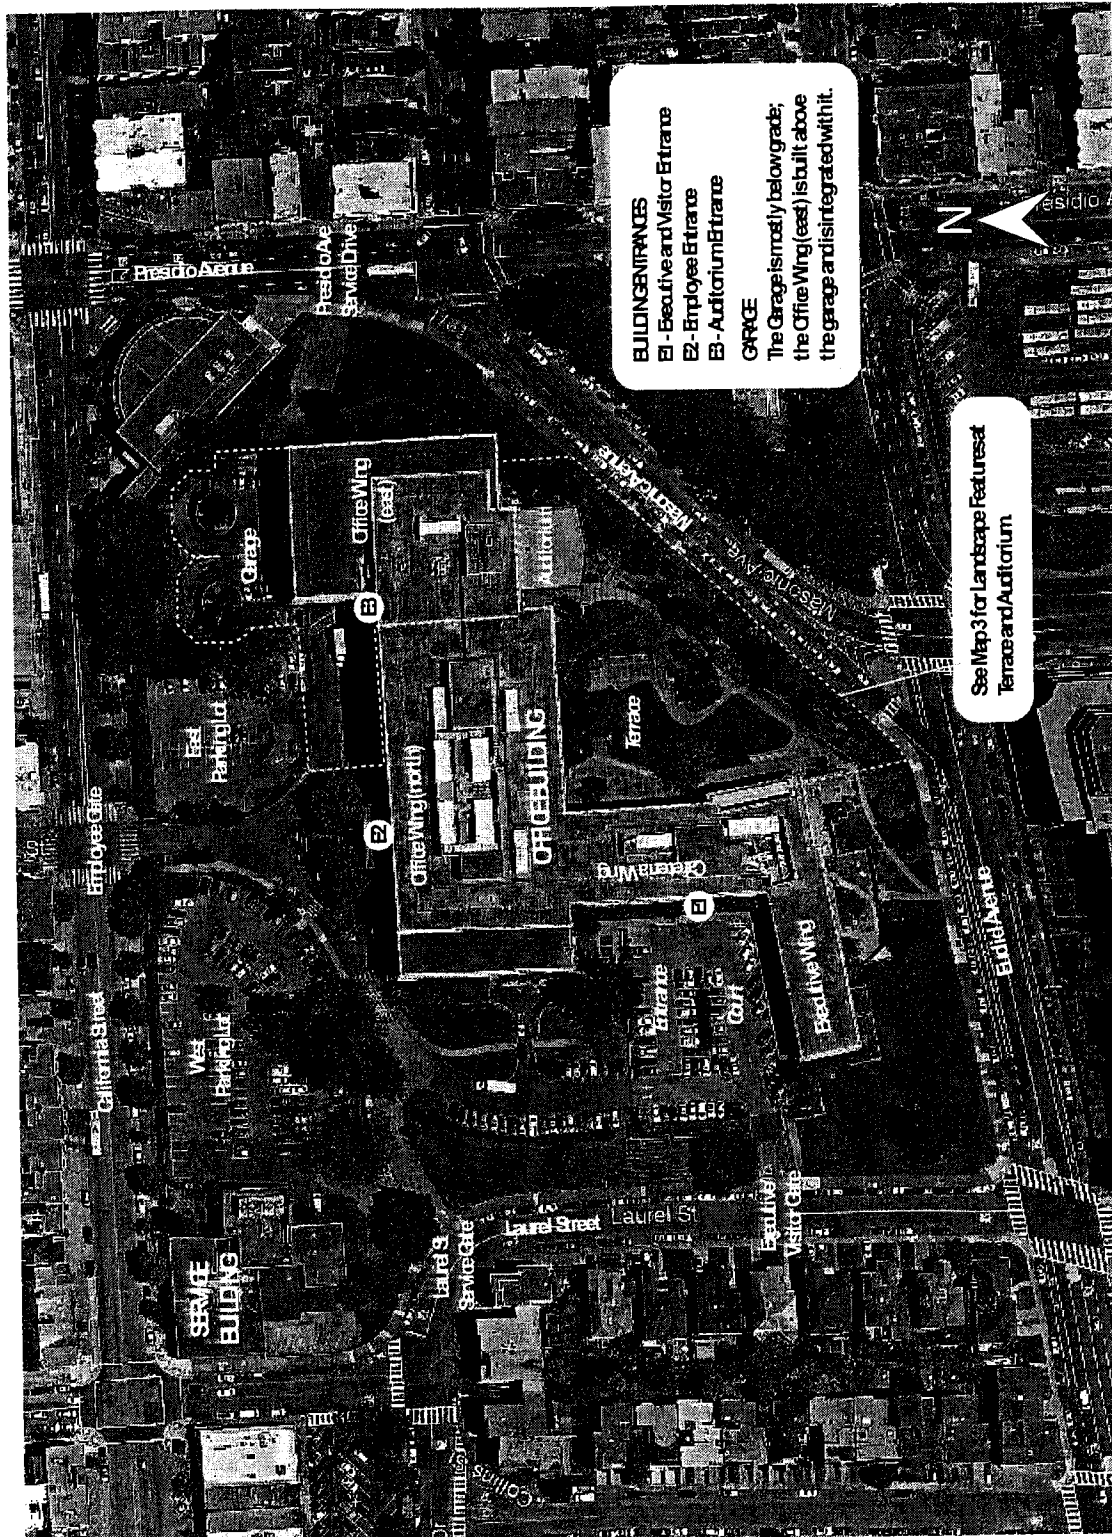 California Street
Employee Gate
Presidio Avenue
Presidio Ave
Service Drive
SERVICE
BUILDING
West
Parking Lot
East
Parking Lot
Garage
Laurel St
Service Gate
Laurel Street
Laurel St
Collins
E2
E3
Office Wing
(east)
Office Wing (north)
OFFICE BUILDING
Auditorium
Entrance
Court
E1
Cafeteria Wing
Terrace
Executive Wing
Executive/
Visitor Gate
Masonic Avenue
Masonic Ave
Euclid Avenue
BUILDING ENTRANCES
E1 - Executive and Visitor Entrance
E2 - Employee Entrance
E3 - Auditorium Entrance
GARAGE
The Garage is mostly below grade;
the Office Wing (east) is built above
the garage and is integrated with it.
See Map 3 for Landscape Features at
Terrace and Auditorium.
N